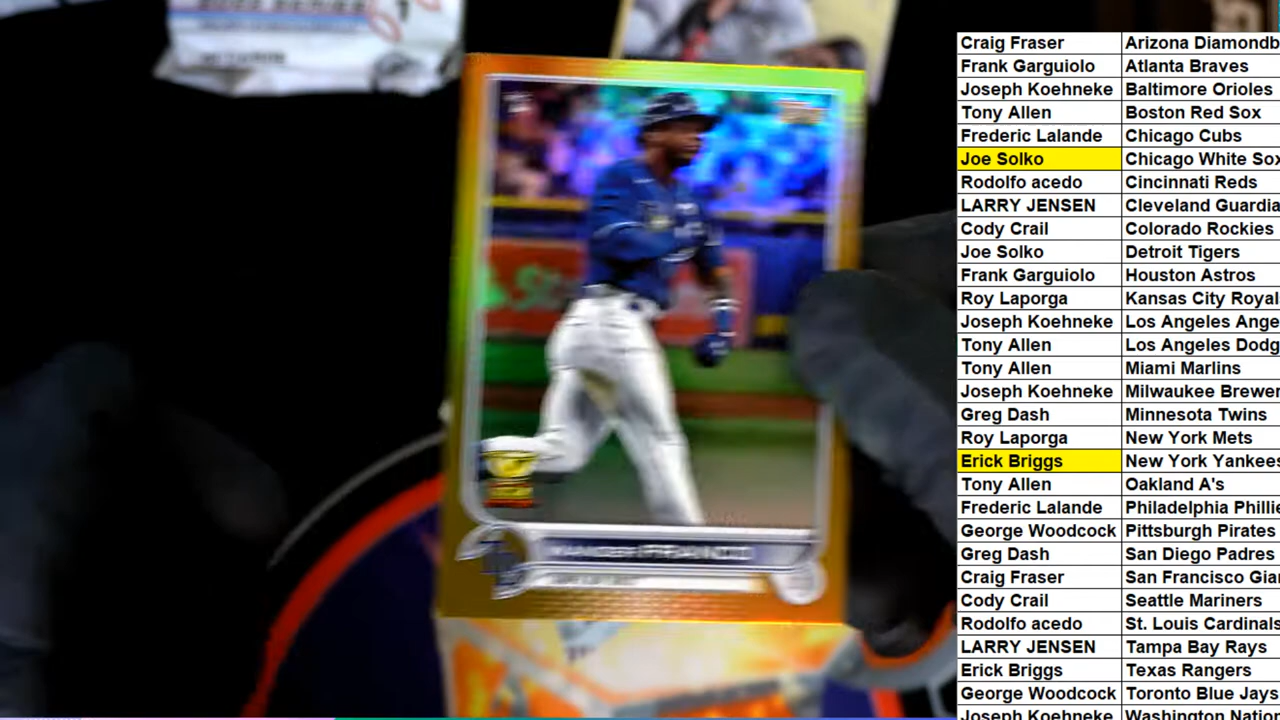 Craig Fraser Arizona Diamondb
Frank Garguiolo Atlanta Braves
Joseph Koehneke Baltimore Orioles
Tony Allen Boston Red Sox
Frederic Lalande Chicago Cubs
Joe Solko Chicago White Sox
Rodolfo acedo Cincinnati Reds
LARRY JENSEN Cleveland Guardia
Cody Crail Colorado Rockies
Joe Solko Detroit Tigers
Frank Garguiolo Houston Astros
Roy Laporga Kansas City Royal
Joseph Koehneke Los Angeles Ange
Tony Allen Los Angeles Dodg
Tony Allen Miami Marlins
Joseph Koehneke Milwaukee Brewer
Greg Dash Minnesota Twins
Roy Laporga New York Mets
Erick Briggs New York Yankees
Tony Allen Oakland A's
Frederic Lalande Philadelphia Phillie
George Woodcock Pittsburgh Pirates
Greg Dash San Diego Padres
Craig Fraser San Francisco Gian
Cody Crail Seattle Mariners
Rodolfo acedo St. Louis Cardinals
LARRY JENSEN Tampa Bay Rays
Erick Briggs Texas Rangers
George Woodcock Toronto Blue Jays
Joseph Koehneke Washington Nation
FRANCO